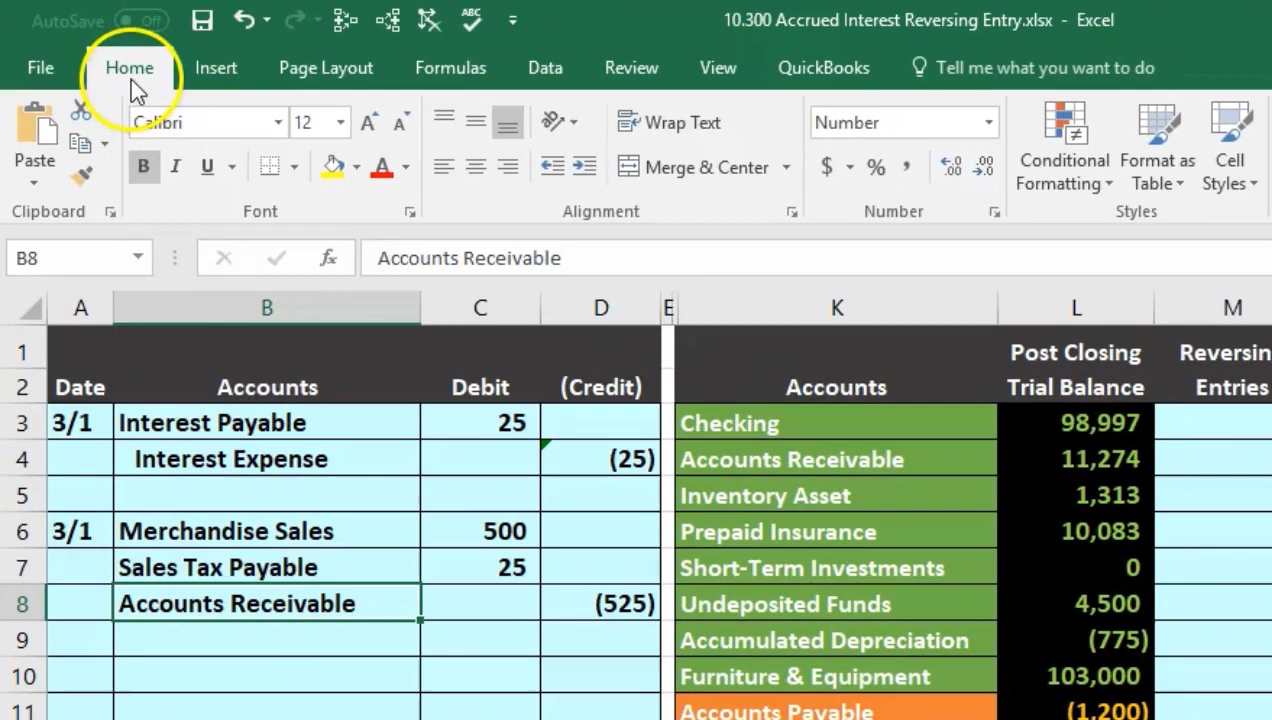 AutoSave Off
ABC
10.300 Accrued Interest Reversing Entry.xlsx - Excel
File Home Insert Page Layout Formulas Data Review View QuickBooks Tell me what you want to do
Calibri 12 Wrap Text Number
Paste B I U Merge & Center $ % Conditional Formatting Format as Table Cell Styles
Clipboard Font Alignment Number Styles
B8 fx Accounts Receivable
A B C D E K L M
1 Post Closing Reversin
2 Date Accounts Debit (Credit) Accounts Trial Balance Entries
3 3/1 Interest Payable 25 Checking 98,997
4 Interest Expense (25) Accounts Receivable 11,274
5 Inventory Asset 1,313
6 3/1 Merchandise Sales 500 Prepaid Insurance 10,083
7 Sales Tax Payable 25 Short-Term Investments 0
8 Accounts Receivable (525) Undeposited Funds 4,500
9 Accumulated Depreciation (775)
10 Furniture & Equipment 103,000
11 Accounts Payable (1,200)